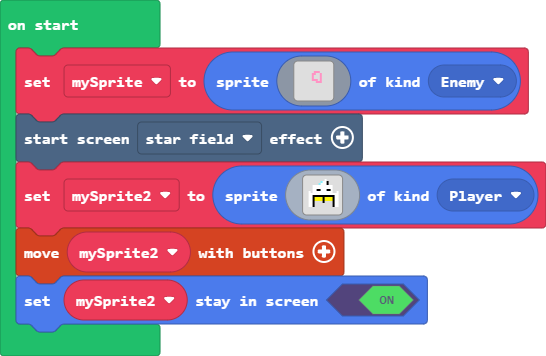 on start
set mySprite to sprite of kind Enemy
start screen star field effect
set mySprite2 to sprite of kind Player
move mySprite2 with buttons
set mySprite2 stay in screen ON